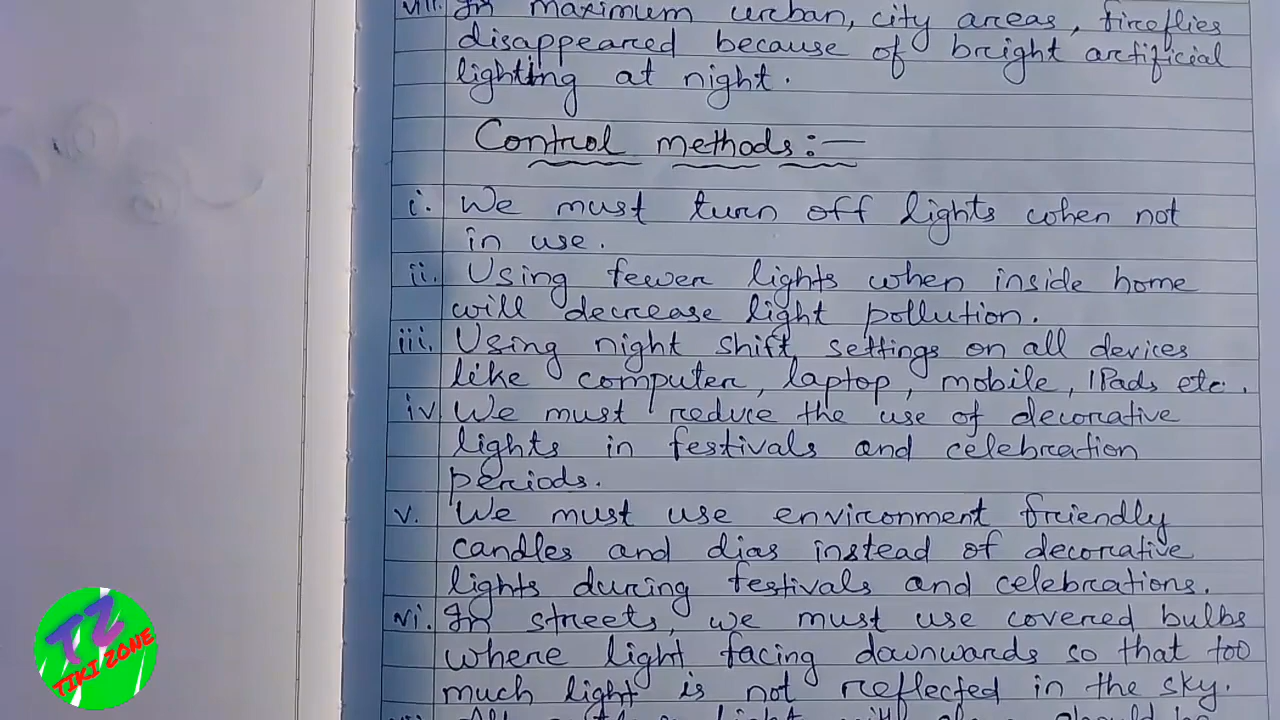 viii. In maximum urban, city areas, fireflies
disappeared because of bright artificial
lighting at night.
Control methods:—
i. We must turn off lights when not
in use.
ii. Using fewer lights when inside home
will decrease light pollution.
iii. Using night shift settings on all devices
like computer, laptop, mobile, IPads etc.
iv We must reduce the use of decorative
lights in festivals and celebration
periods.
v. We must use environment friendly
candles and dias instead of decorative
lights during festivals and celebrations.
vi. In streets, we must use covered bulbs
where light facing downwards so that too
much light is not reflected in the sky.
TZ
TIKI ZONE